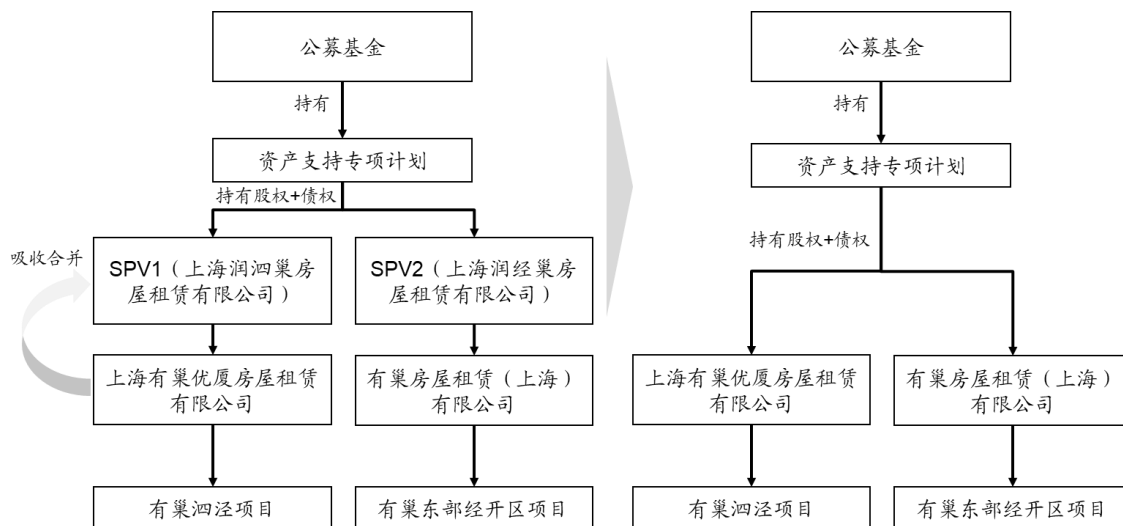 公募基金
持有
资产支持专项计划
持有股权+债权
吸收合并
SPV1（上海润泗巢房
屋租赁有限公司）
SPV2（上海润经巢房
屋租赁有限公司）
上海有巢优厦房屋租赁
有限公司
有巢房屋租赁（上海）
有限公司
有巢泗泾项目
有巢东部经开区项目
公募基金
持有
资产支持专项计划
持有股权+债权
上海有巢优厦房屋租赁
有限公司
有巢房屋租赁（上海）
有限公司
有巢泗泾项目
有巢东部经开区项目